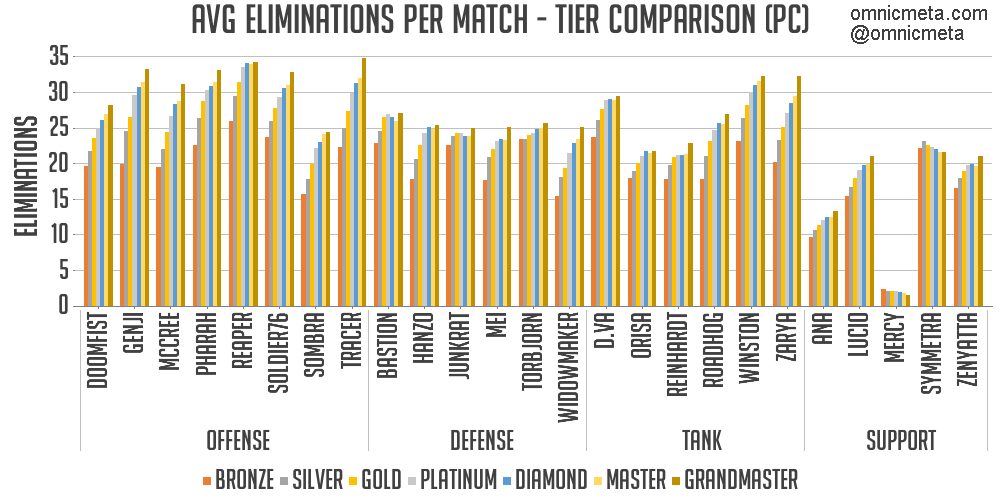 AVG ELIMINATIONS PER MATCH - TIER COMPARISON (PC)
omnicmeta.com
@omnicmeta
ELIMINATIONS
35
30
25
20
15
10
5
0
DOOMFIST
GENJI
MCCREE
PHARAH
REAPER
SOLDIER76
SOMBRA
TRACER
BASTION
HANZO
JUNKRAT
MEI
TORBJORN
WIDOWMAKER
D.VA
ORISA
REINHARDT
ROADHOG
WINSTON
ZARYA
ANA
LUCIO
MERCY
SYMMETRA
ZENYATTA
OFFENSE DEFENSE TANK SUPPORT
BRONZE SILVER GOLD PLATINUM DIAMOND MASTER GRANDMASTER